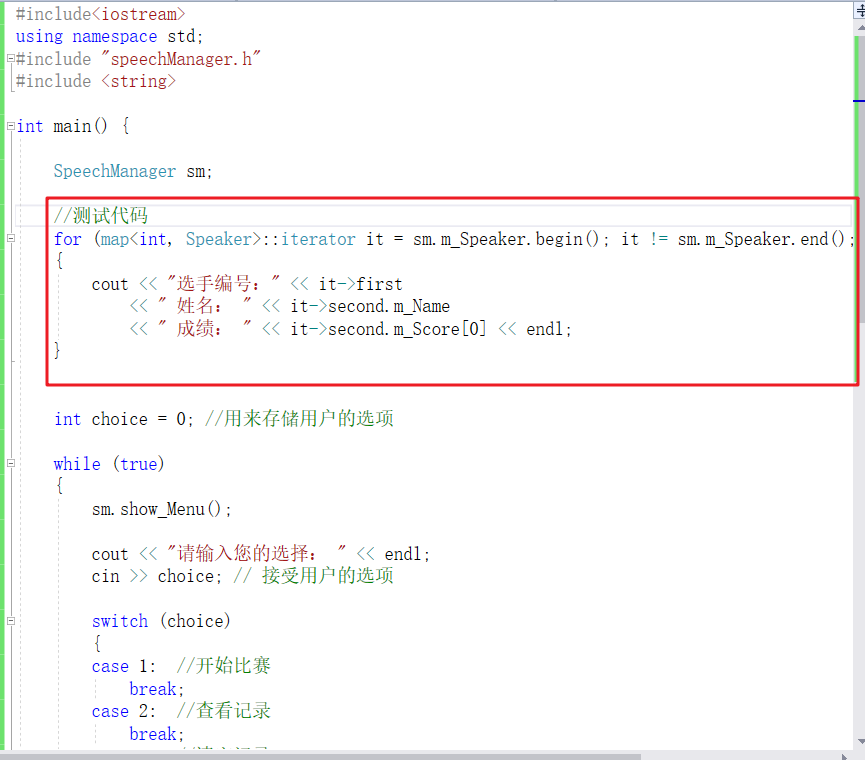 #include<iostream>
using namespace std;
#include "speechManager.h"
#include <string>
int main() {
SpeechManager sm;
//测试代码
for (map<int, Speaker>::iterator it = sm.m_Speaker.begin(); it != sm.m_Speaker.end();
{
cout << "选手编号：" << it->first
<< " 姓名： " << it->second.m_Name
<< " 成绩： " << it->second.m_Score[0] << endl;
}
int choice = 0; //用来存储用户的选项
while (true)
{
sm.show_Menu();
cout << "请输入您的选择： " << endl;
cin >> choice; // 接受用户的选项
switch (choice)
{
case 1:  //开始比赛
break;
case 2:  //查看记录
break;